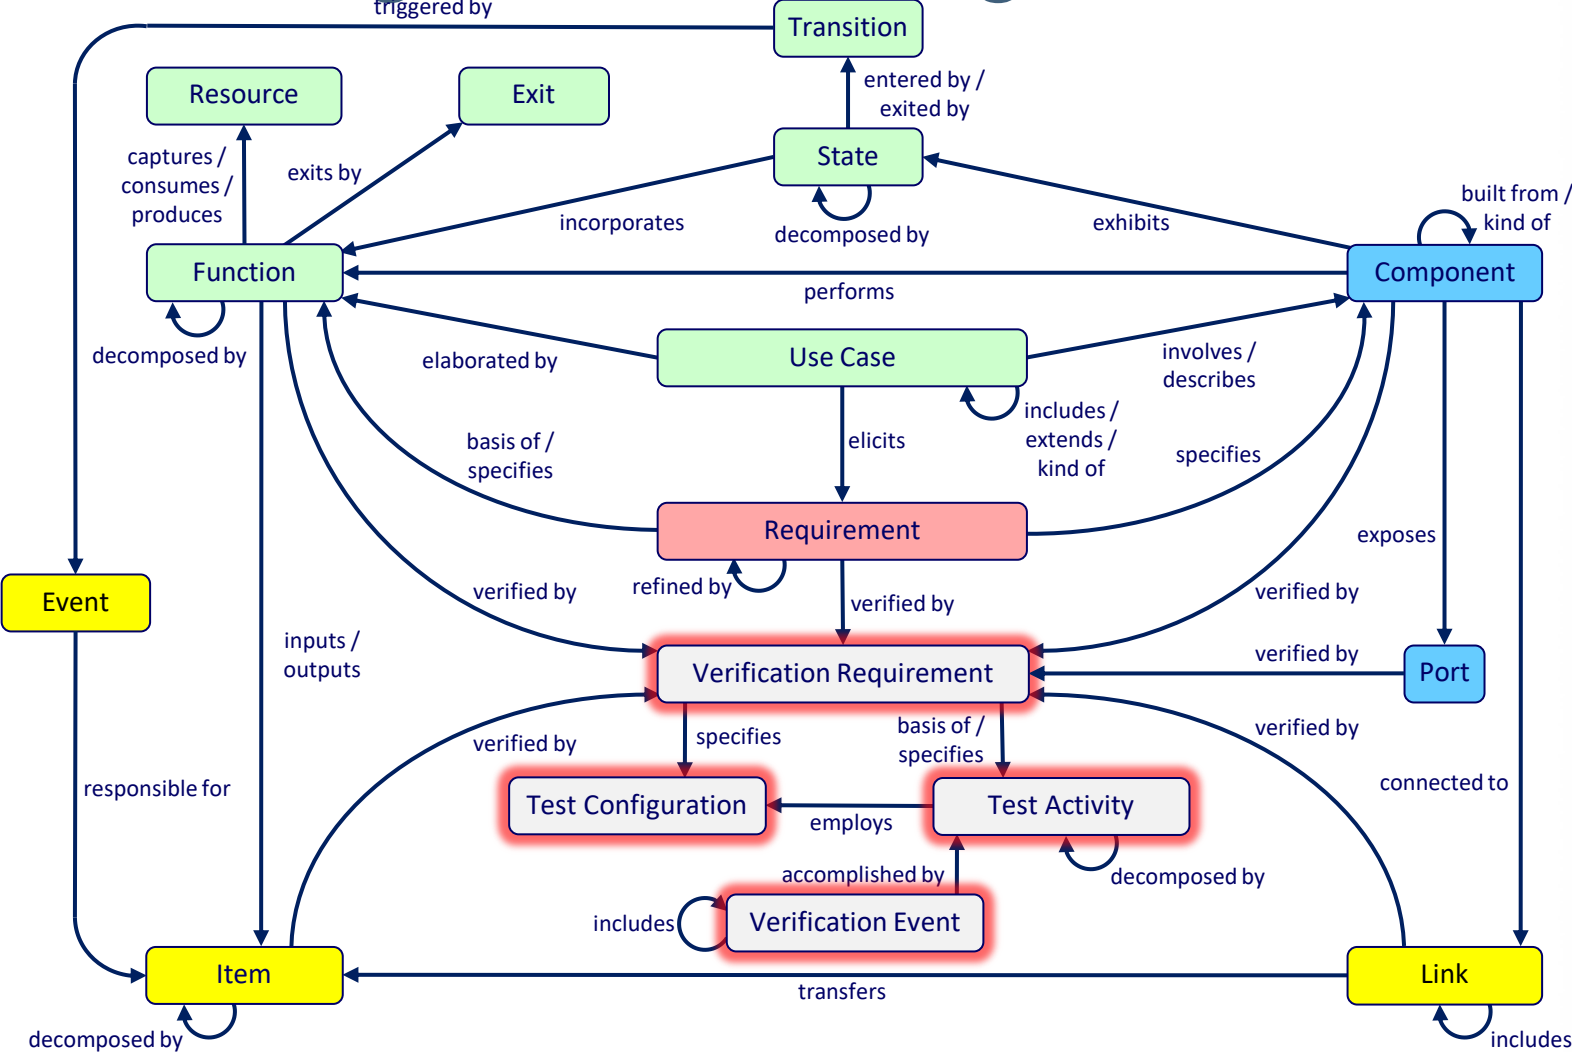 triggered by
Transition
Resource
Exit
entered by /
exited by
captures /
consumes /
produces
exits by
State
incorporates
decomposed by
exhibits
built from /
kind of
Function
Component
performs
decomposed by
elaborated by
Use Case
involves /
describes
includes /
extends /
kind of
elicits
basis of /
specifies
specifies
Requirement
exposes
refined by
verified by
verified by
verified by
Event
inputs /
outputs
Verification Requirement
verified by
Port
specifies
basis of /
specifies
verified by
verified by
responsible for
connected to
Test Configuration
employs
Test Activity
accomplished by
decomposed by
includes
Verification Event
Item
transfers
Link
decomposed by
includes